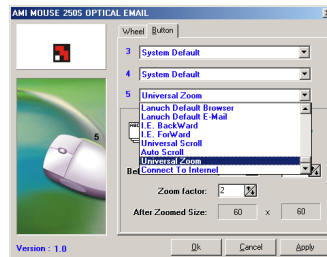 AMI MOUSE 250S OPTICAL EMAIL
Wheel Button
3 System Default
4 System Default
5 Universal Zoom
Lanuch Default Browser
Lanuch Default E-Mail
I.E. BackWard
I.E. ForWard
Universal Scroll
Auto Scroll
Universal Zoom
Connect To Internel
5
Zoom factor: 2
After Zoomed Size: 60 x 60
Version : 1.0
Ok Cancel Apply